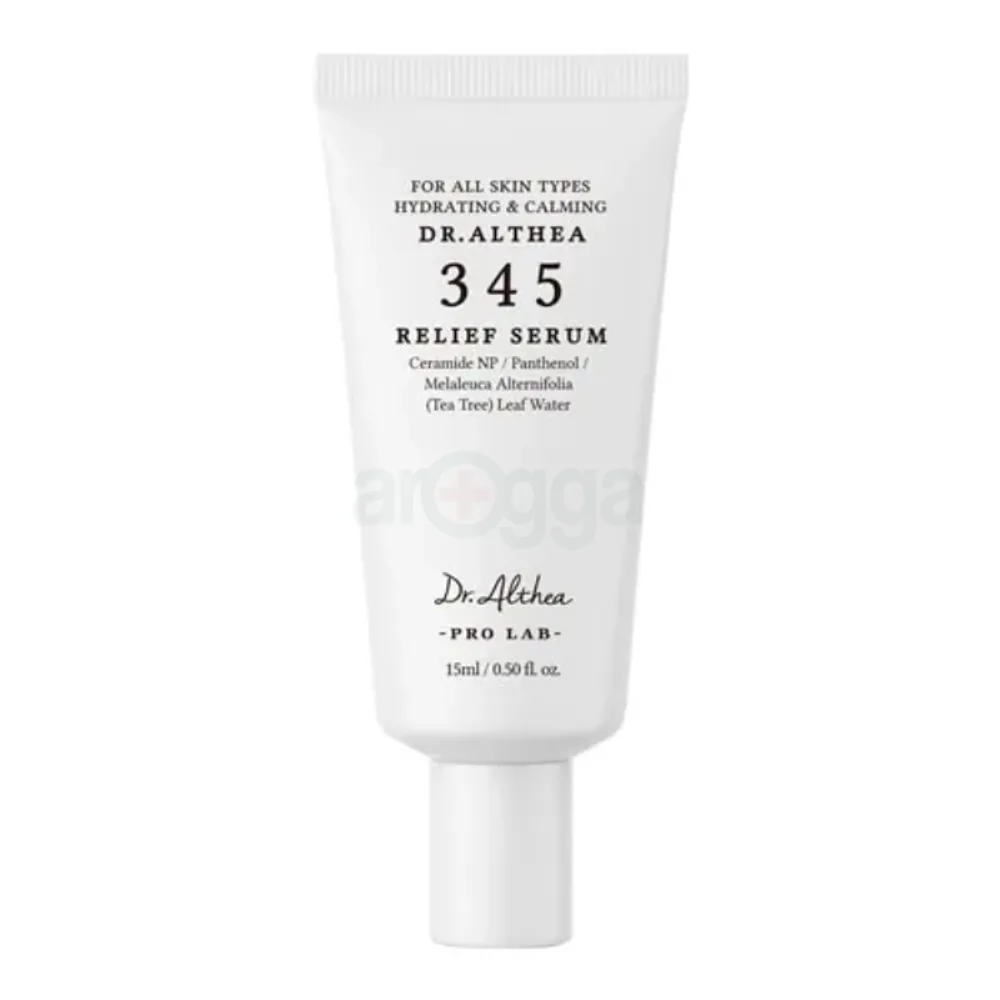 FOR ALL SKIN TYPES
HYDRATING & CALMING
DR.ALTHEA
345
RELIEF SERUM
Ceramide NP / Panthenol /
Melaleuca Alternifolia
(Tea Tree) Leaf Water
arogga
Dr. Althea
-PRO LAB-
15ml / 0.50 fl. oz.